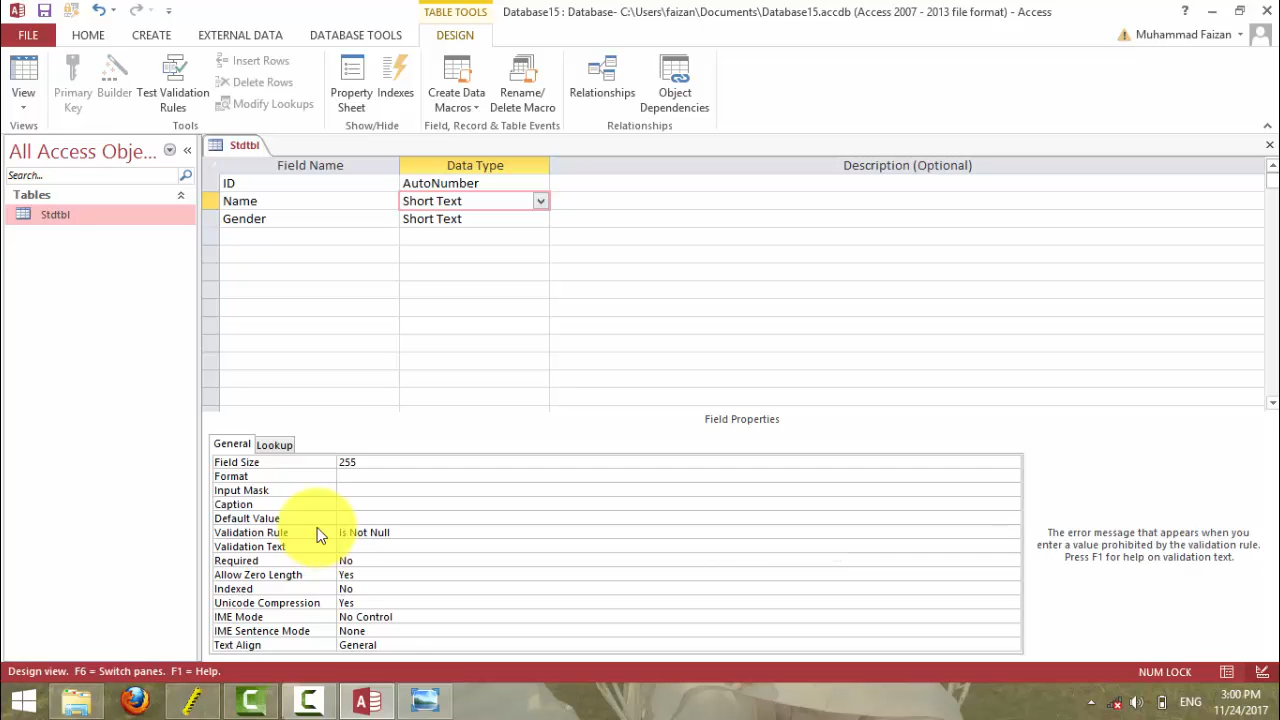 TABLE TOOLS
Database15 : Database- C:\Users\faizan\Documents\Database15.accdb (Access 2007 - 2013 file format) - Access
?
FILE HOME CREATE EXTERNAL DATA DATABASE TOOLS DESIGN Muhammad Faizan
View
Primary Key
Builder
Test Validation Rules
Insert Rows
Delete Rows
Modify Lookups
Property Sheet
Indexes
Create Data Macros
Rename/ Delete Macro
Relationships
Object Dependencies
Views Tools Show/Hide Field, Record & Table Events Relationships
All Access Obje...
Search...
Tables
Stdtbl
Stdtbl
Field Name Data Type Description (Optional)
ID AutoNumber
Name Short Text
Gender Short Text
Field Properties
General Lookup
Field Size 255
Format
Input Mask
Caption
Default Value
Validation Rule Is Not Null
Validation Text
Required No
Allow Zero Length Yes
Indexed No
Unicode Compression Yes
IME Mode No Control
IME Sentence Mode None
Text Align General
The error message that appears when you
enter a value prohibited by the validation rule.
Press F1 for help on validation text.
Design view. F6 = Switch panes. F1 = Help. NUM LOCK
ENG
3:00 PM
11/24/2017